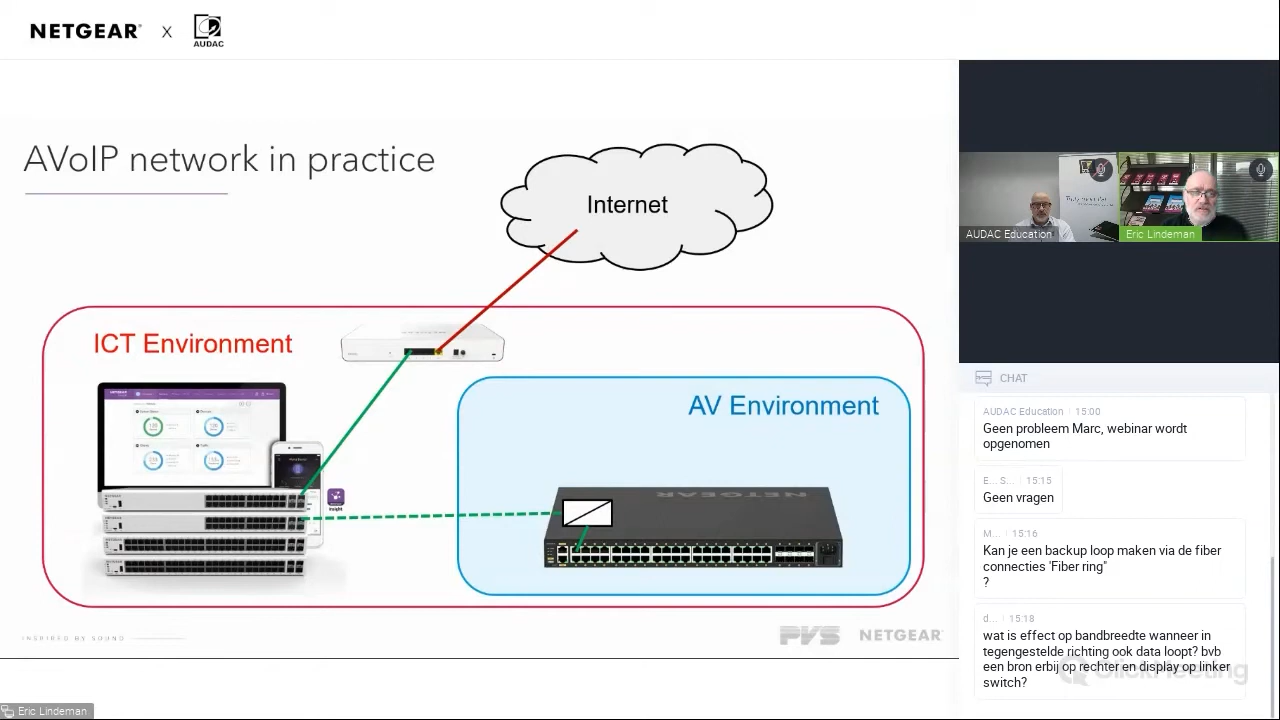 NETGEAR X AUDAC
AVoIP network in practice
Internet
ICT Environment
AV Environment
NETGEAR
NETGEAR
Insight
INSPIRED BY SOUND
PVS NETGEAR
AUDAC Education
Eric Lindeman
CHAT
AUDAC Education 15:00
Geen probleem Marc, webinar wordt
opgenomen
E... S... 15:15
Geen vragen
M... 15:16
Kan je een backup loop maken via de fiber
connecties 'Fiber ring"
?
d... 15:18
wat is effect op bandbreedte wanneer in
tegengestelde richting ook data loopt? bvb
een bron erbij op rechter en display op linker
switch?
ClickMeeting
Eric Lindeman